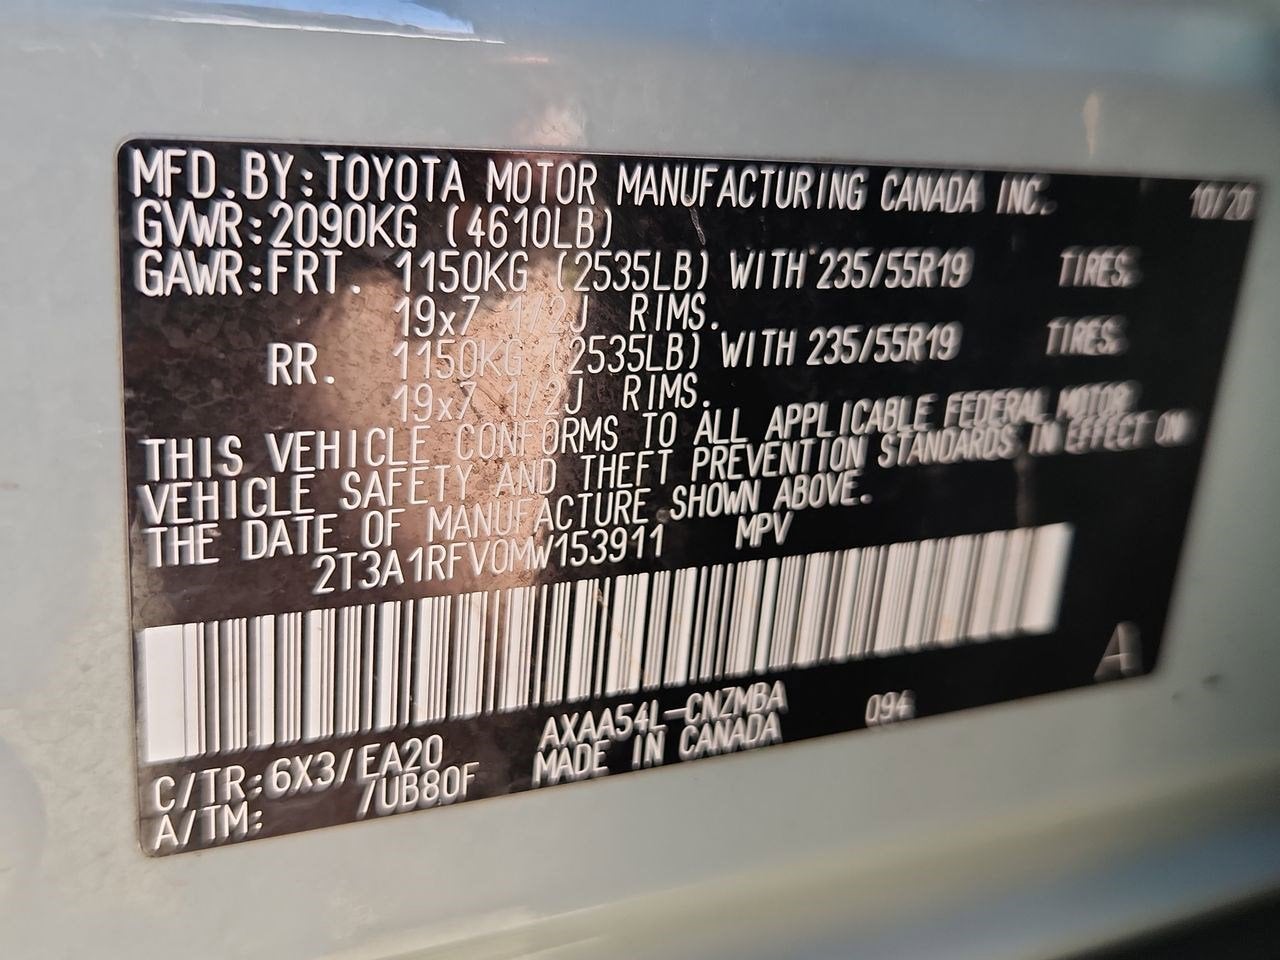 MFD.BY:TOYOTA MOTOR MANUFACTURING CANADA INC. 10/20
GVWR:2090KG (4610LB)
GAWR:FRT. 1150KG (2535LB) WITH 235/55R19 TIRES.
19x7 1/2J RIMS.
RR. 1150KG (2535LB) WITH 235/55R19 TIRES.
19x7 1/2J RIMS.
THIS VEHICLE CONFORMS TO ALL APPLICABLE FEDERAL MOTOR
VEHICLE SAFETY AND THEFT PREVENTION STANDARDS IN EFFECT ON
THE DATE OF MANUFACTURE SHOWN ABOVE.
2T3A1RFV0MW153911 MPV
A
C/TR:6X3/EA20 AXAA54L-CNZMBA 094
A/TM: /UB80F MADE IN CANADA